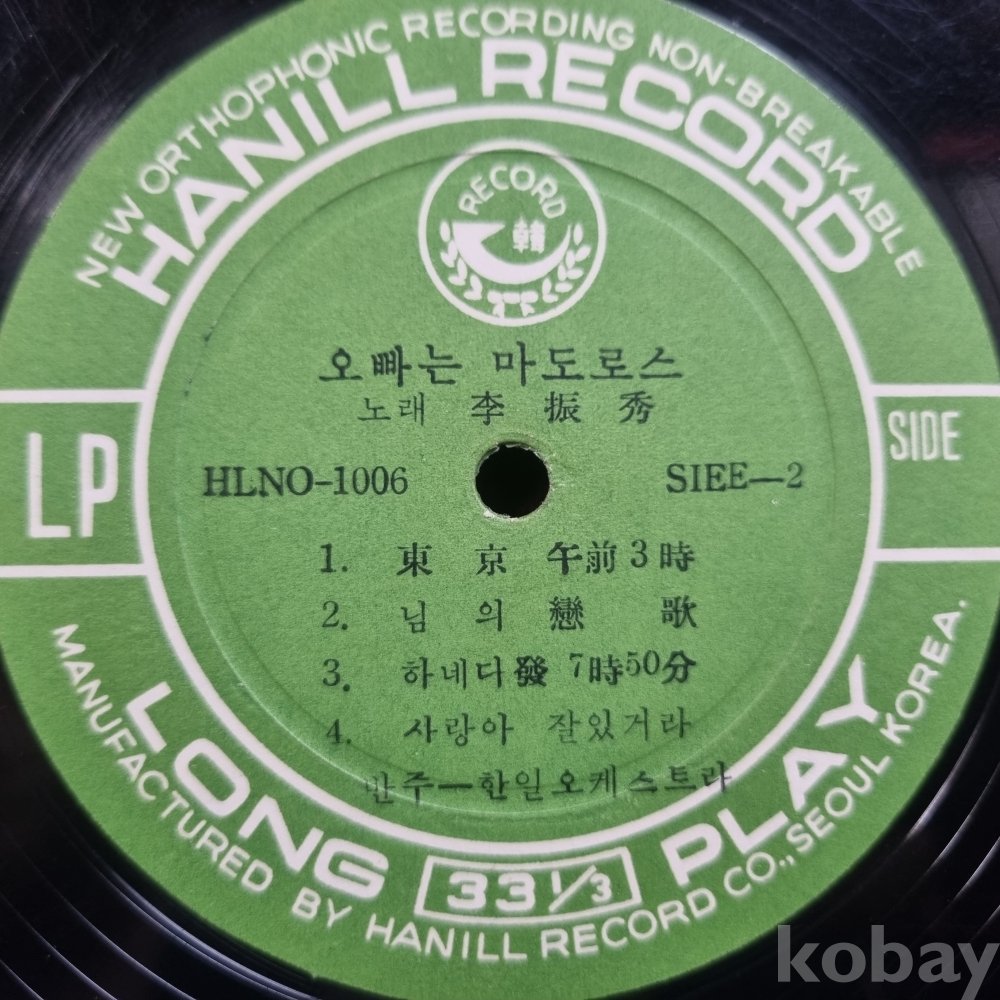 NEW ORTHOPHONIC RECORDING NON-BREAKABLE
HANILL RECORD
RECORD
韓
오빠는 마도로스
노래 李 振 秀
LP
SIDE
HLNO-1006 SIEE-2
1. 東 京 午前 3 時
2. 님 의 戀 歌
3. 하네다 發 7時50分
4. 사랑아 잘있거라
반주—한일오케스트라
LONG PLAY
33 1/3
MANUFACTURED BY HANILL RECORD CO., SEOUL KOREA.
kobay